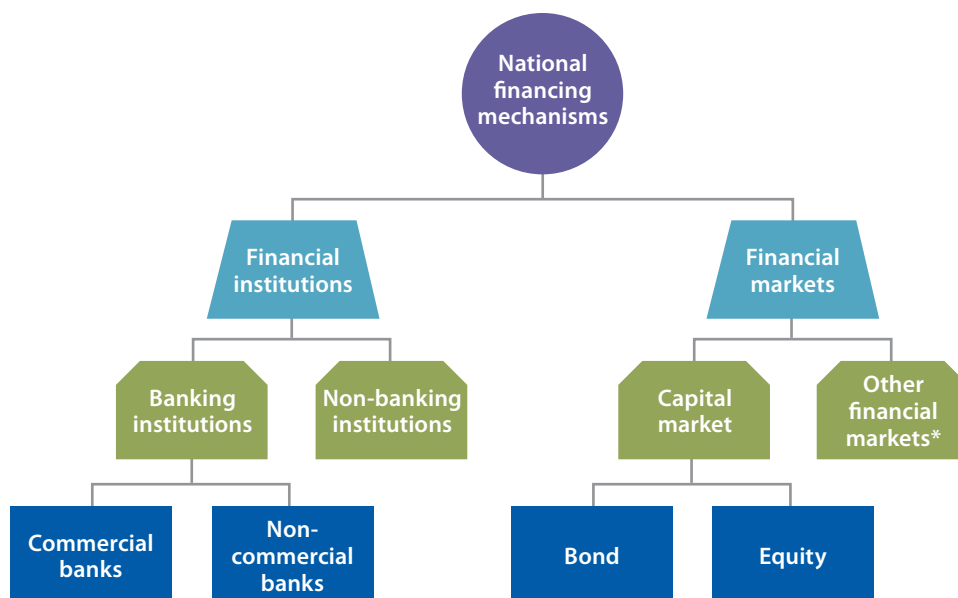 National
financing
mechanisms
Financial
institutions
Financial
markets
Banking
institutions
Non-banking
institutions
Capital
market
Other
financial
markets*
Commercial
banks
Non-
commercial
banks
Bond
Equity